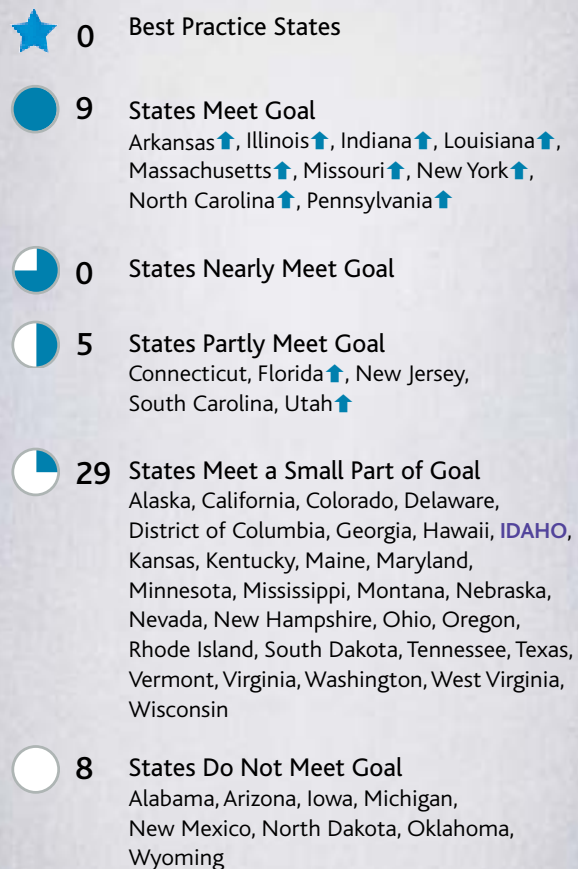 0 Best Practice States
9 States Meet Goal
Arkansas⬆, Illinois⬆, Indiana⬆, Louisiana⬆,
Massachusetts⬆, Missouri⬆, New York⬆,
North Carolina⬆, Pennsylvania⬆
0 States Nearly Meet Goal
5 States Partly Meet Goal
Connecticut, Florida⬆, New Jersey,
South Carolina, Utah⬆
29 States Meet a Small Part of Goal
Alaska, California, Colorado, Delaware,
District of Columbia, Georgia, Hawaii, IDAHO,
Kansas, Kentucky, Maine, Maryland,
Minnesota, Mississippi, Montana, Nebraska,
Nevada, New Hampshire, Ohio, Oregon,
Rhode Island, South Dakota, Tennessee, Texas,
Vermont, Virginia, Washington, West Virginia,
Wisconsin
8 States Do Not Meet Goal
Alabama, Arizona, Iowa, Michigan,
New Mexico, North Dakota, Oklahoma,
Wyoming